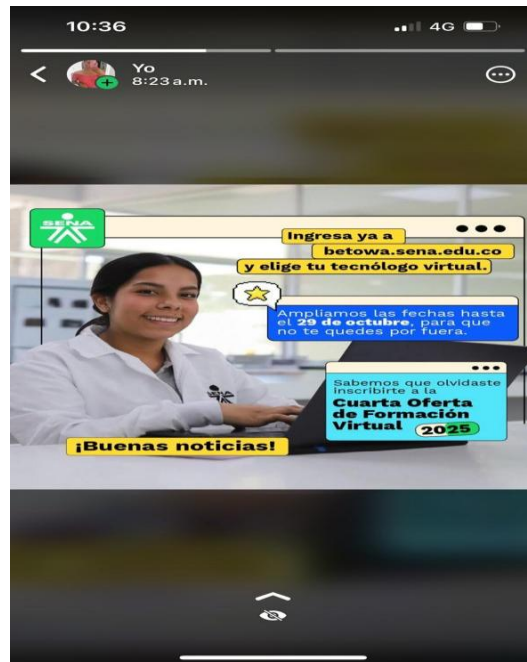 10:36
4G
Yo
8:23 a.m.
SENA
Ingresa ya a
betowa.sena.edu.co
y elige tu tecnólogo virtual.
Ampliamos las fechas hasta
el 29 de octubre, para que
no te quedes por fuera.
Sabemos que olvidaste
inscribirte a la
Cuarta Oferta
de Formación
Virtual 2025
¡Buenas noticias!